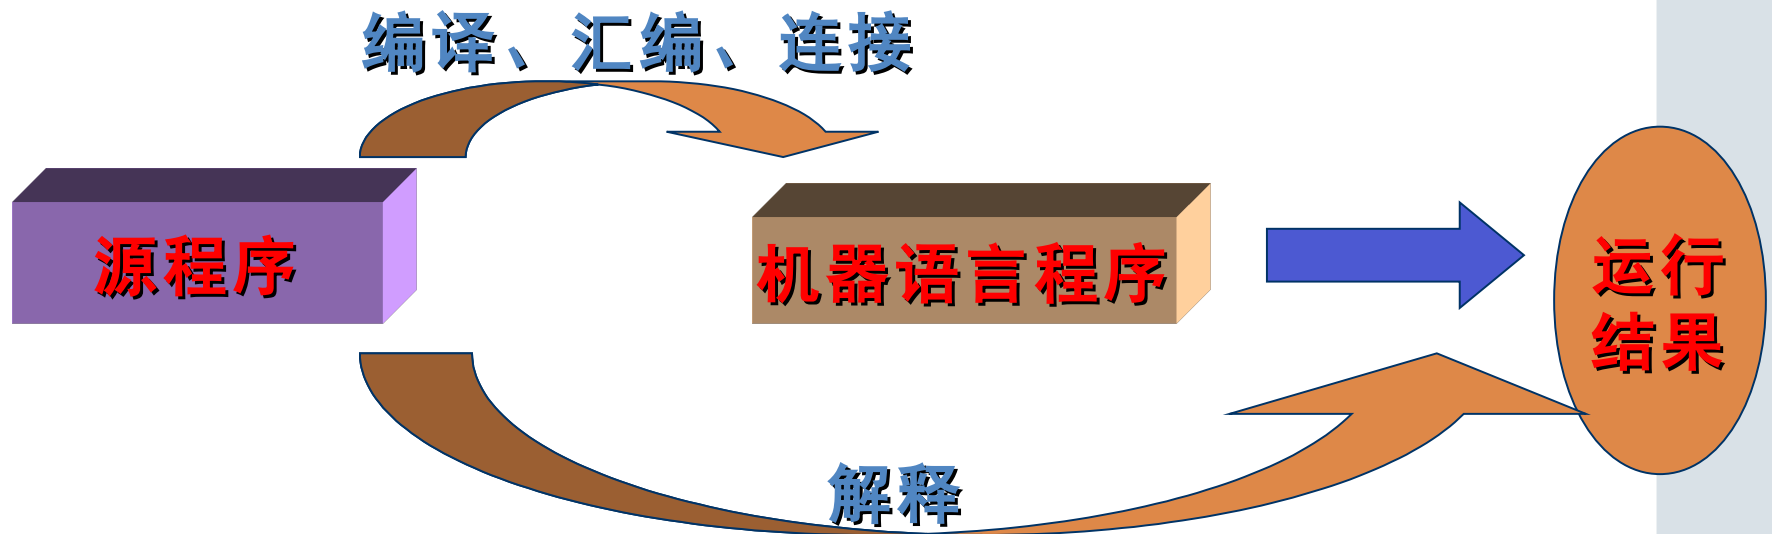 编译、汇编、连接
源程序
机器语言程序
运行
结果
解释